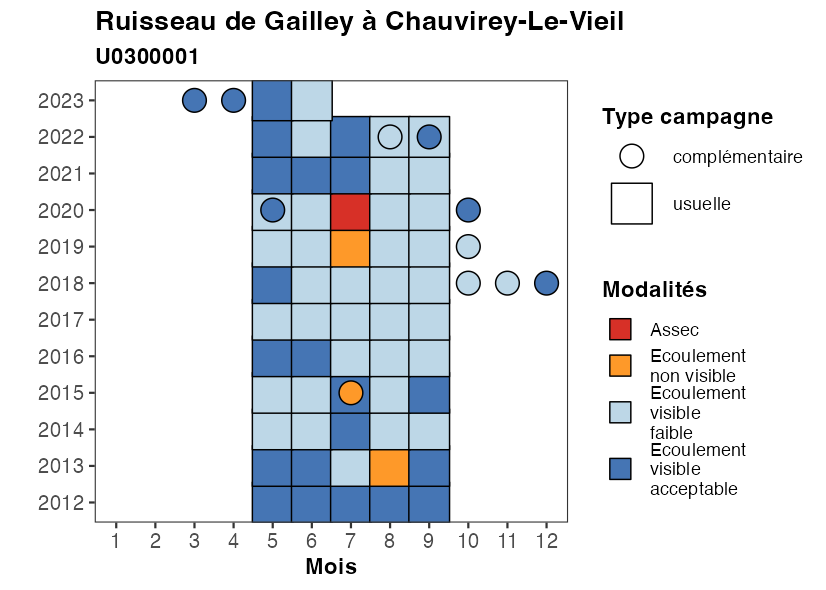 Ruisseau de Gailley à Chauvirey-Le-Vieil
U0300001
2023
2022
2021
2020
2019
2018
2017
2016
2015
2014
2013
2012
1 2 3 4 5 6 7 8 9 10 11 12
Mois
Type campagne
complémentaire
usuelle
Modalités
Assec
Ecoulement
non visible
Ecoulement
visible
faible
Ecoulement
visible
acceptable